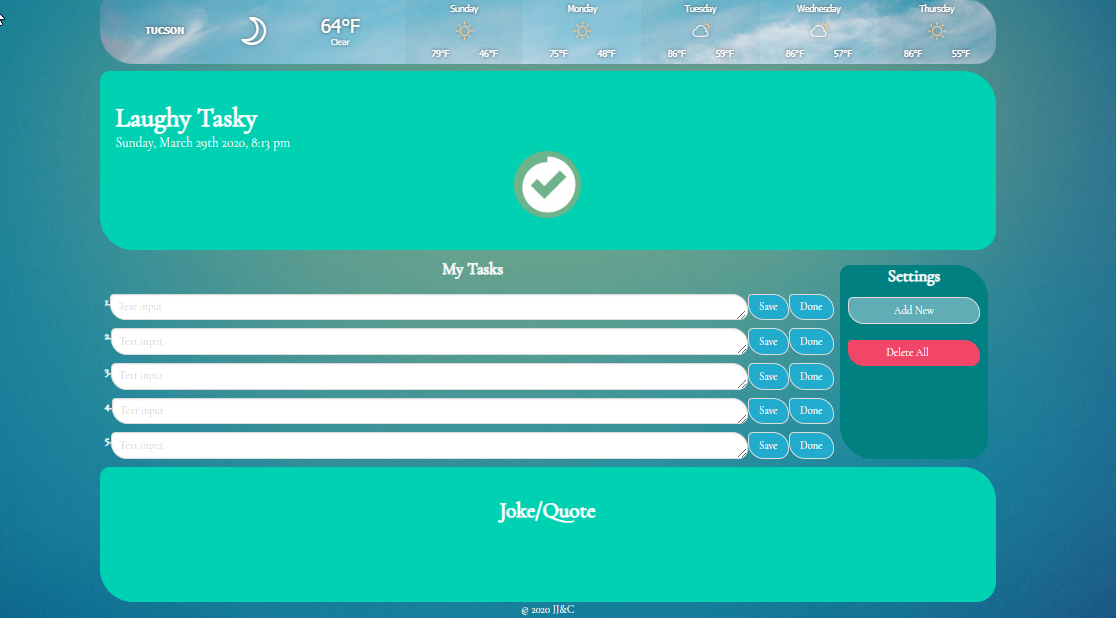 TUCSON
64°F
Clear
Sunday
79°F 46°F
Monday
75°F 48°F
Tuesday
86°F 59°F
Wednesday
86°F 57°F
Thursday
86°F 55°F
Laughy Tasky
Sunday, March 29th 2020, 8:13 pm
My Tasks
1. Text input Save Done
2. Text input Save Done
3. Text input Save Done
4. Text input Save Done
5. Text input Save Done
Settings
Add New
Delete All
Joke/Quote
@ 2020 JJ&C